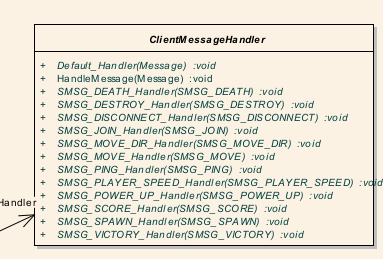 ClientMessageHandler
+ Default_Handler(Message) :void
+ HandleMessage(Message) :void
+ SMSG_DEATH_Handler(SMSG_DEATH) :void
+ SMSG_DESTROY_Handler(SMSG_DESTROY) :void
+ SMSG_DISCONNECT_Handler(SMSG_DISCONNECT) :void
+ SMSG_JOIN_Handler(SMSG_JOIN) :void
+ SMSG_MOVE_DIR_Handler(SMSG_MOVE_DIR) :void
+ SMSG_MOVE_Handler(SMSG_MOVE) :void
+ SMSG_PING_Handler(SMSG_PING) :void
+ SMSG_PLAYER_SPEED_Handler(SMSG_PLAYER_SPEED) :void
+ SMSG_POWER_UP_Handler(SMSG_POWER_UP) :void
Handler
+ SMSG_SCORE_Handler(SMSG_SCORE) :void
+ SMSG_SPAWN_Handler(SMSG_SPAWN) :void
+ SMSG_VICTORY_Handler(SMSG_VICTORY) :void